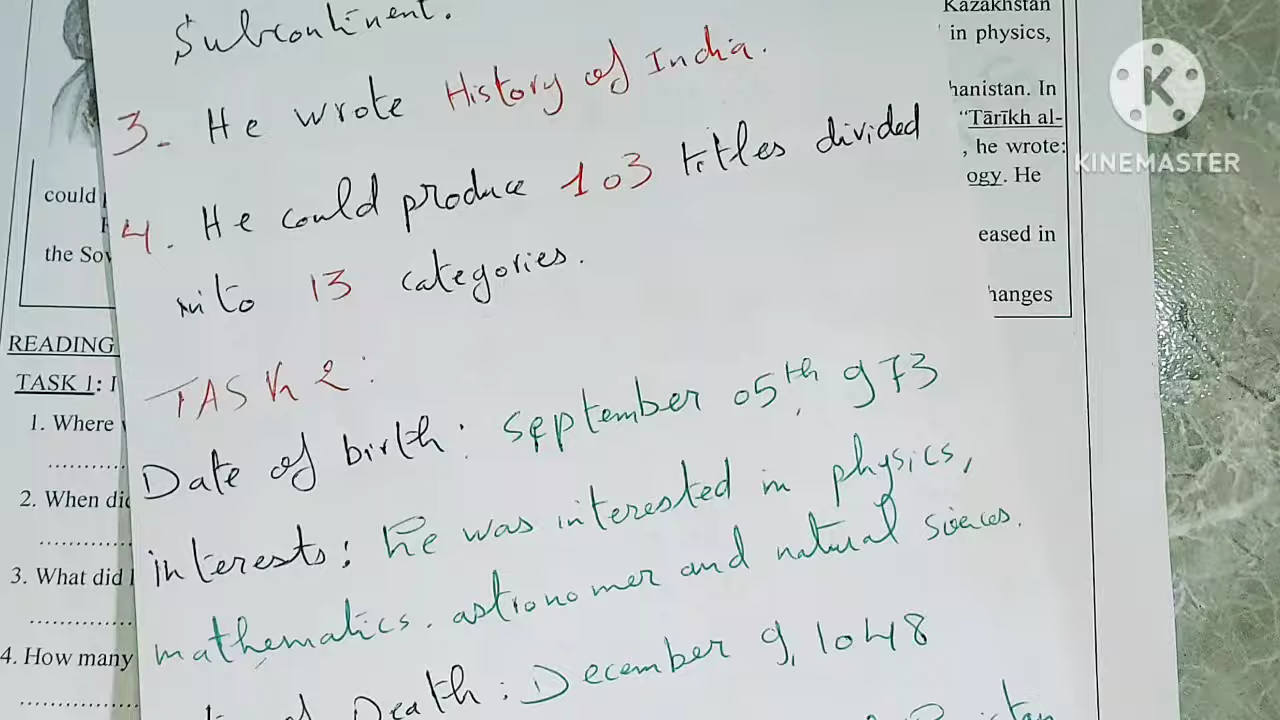 Subcontinent.
3- He wrote History of India.
4. He could produce 103 titles divided
into 13 categories.
TASK 2:
Date of birth: September 05th, 973
interests: He was interested in physics,
mathematics. astronomer and natural sciences.
Death: December 9, 1048
Kazakhstan
in physics,
hanistan. In
"Tārīkh al-
, he wrote:
ogy. He
eased in
hanges
could
the Sov
READING
TASK 1: I
1. Where
2. When did
3. What did
4. How many
KINEMASTER